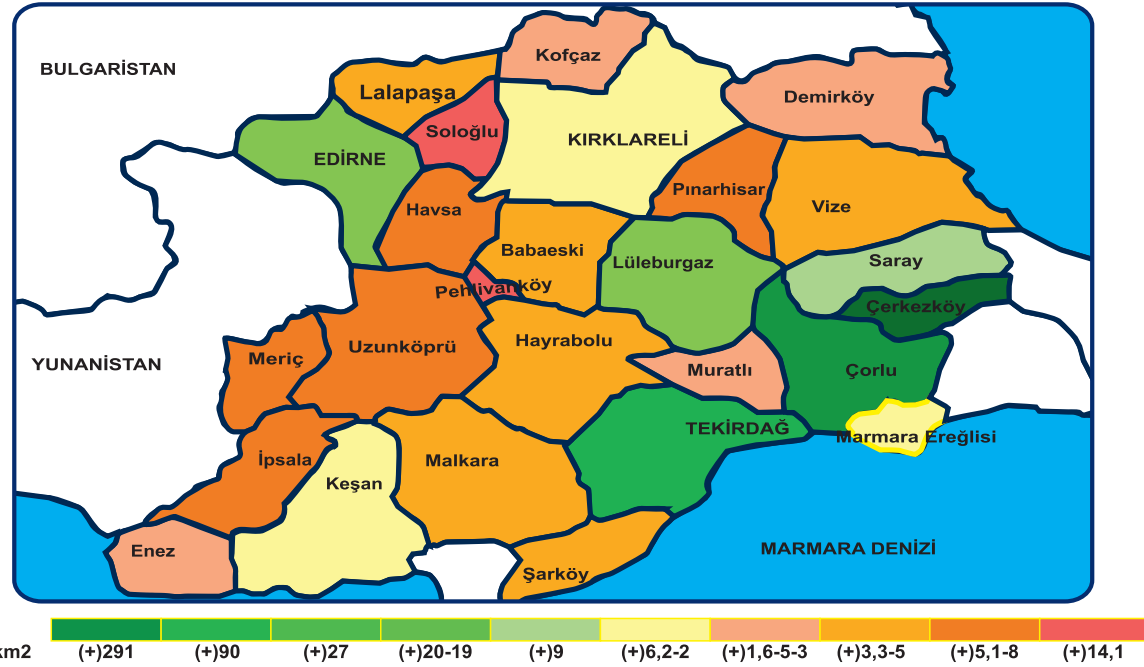 BULGARİSTAN
Kofçaz
Lalapaşa
Demirköy
Soloğlu
KIRKLARELİ
EDİRNE
Pınarhisar
Havsa
Vize
Babaeski
Lüleburgaz
Saray
Pehlivanköy
Çerkezköy
Hayrabolu
Uzunköprü
Meriç
YUNANİSTAN
Muratlı
Çorlu
TEKİRDAĞ
Marmara Ereğlisi
İpsala
Malkara
Keşan
Enez
MARMARA DENİZİ
Şarköy
km2 (+)291 (+)90 (+)27 (+)20-19 (+)9 (+)6,2-2 (+)1,6-5-3 (+)3,3-5 (+)5,1-8 (+)14,1